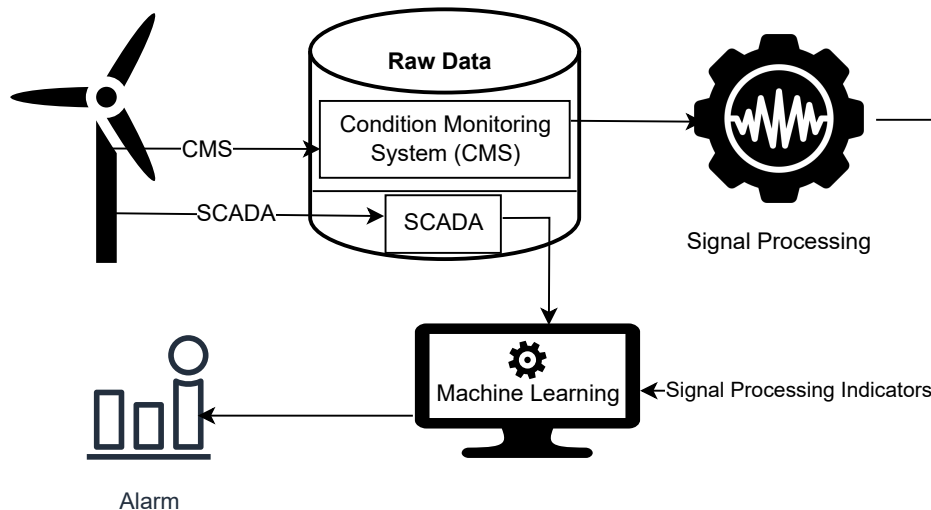 Raw Data
Condition Monitoring
System (CMS)
CMS
SCADA
SCADA
Signal Processing
Machine Learning
Signal Processing Indicators
Alarm